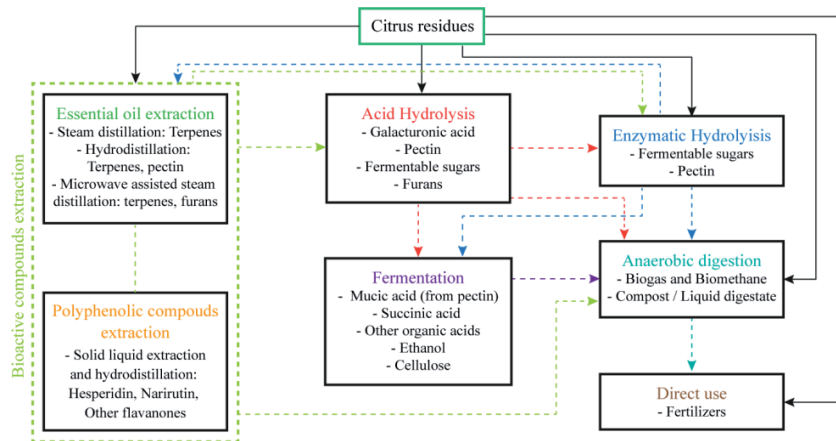 Citrus residues
Bioactive compounds extraction
Essential oil extraction
- Steam distillation: Terpenes
- Hydrodistillation:
Terpenes, pectin
- Microwave assisted steam
distillation: terpenes, furans
Polyphenolic compouds
extraction
- Solid liquid extraction
and hydrodistillation:
Hesperidin, Narirutin,
Other flavanones
Acid Hydrolysis
- Galacturonic acid
- Pectin
- Fermentable sugars
- Furans
Fermentation
- Mucic acid (from pectin)
- Succinic acid
- Other organic acids
- Ethanol
- Cellulose
Enzymatic Hydrolyisis
- Fermentable sugars
- Pectin
Anaerobic digestion
- Biogas and Biomethane
- Compost / Liquid digestate
Direct use
- Fertilizers